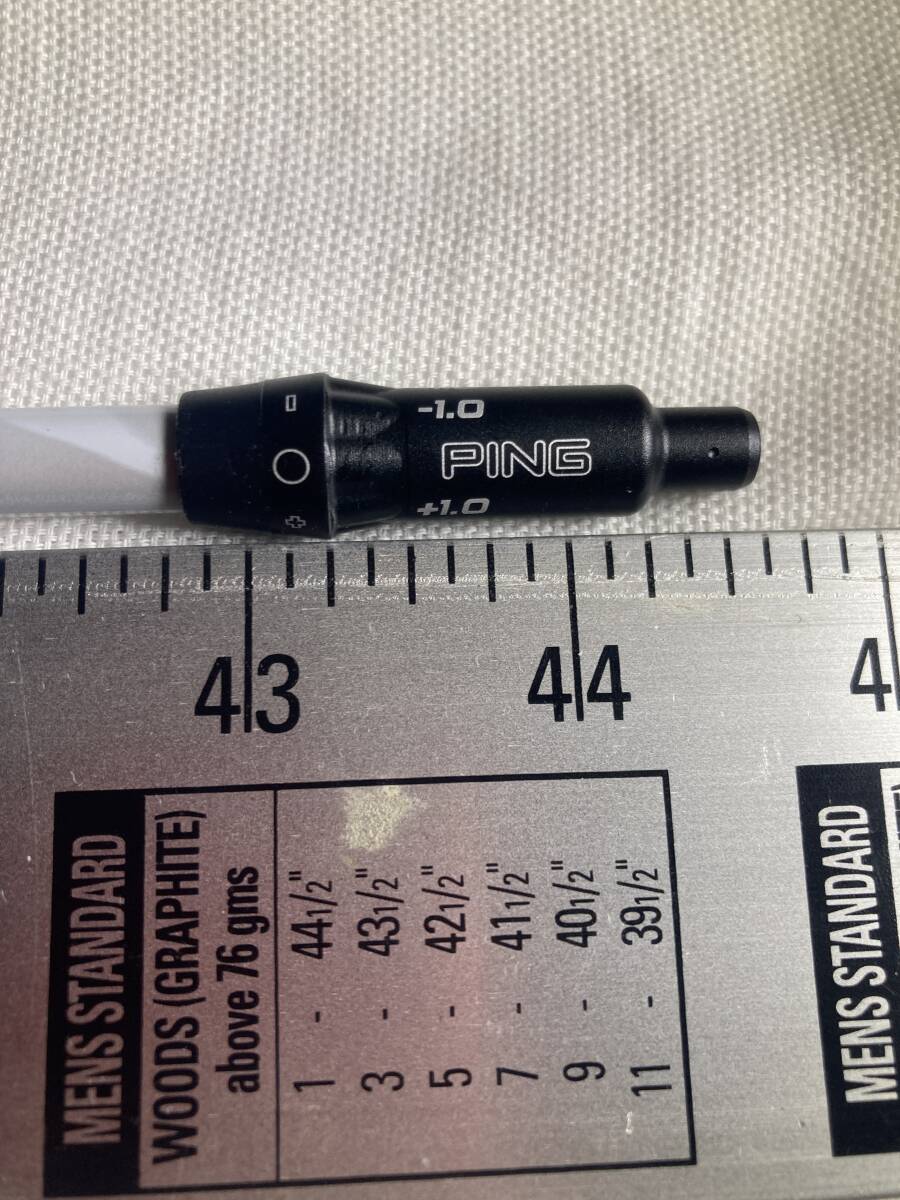 -1.0
PING
+1.0
43
44
4
MENS STANDARD
WOODS (GRAPHITE)
above 76 gms
1 - 44 1/2"
3 - 43 1/2"
5 - 42 1/2"
7 - 41 1/2"
9 - 40 1/2"
11 - 39 1/2"
MENS STANDARD